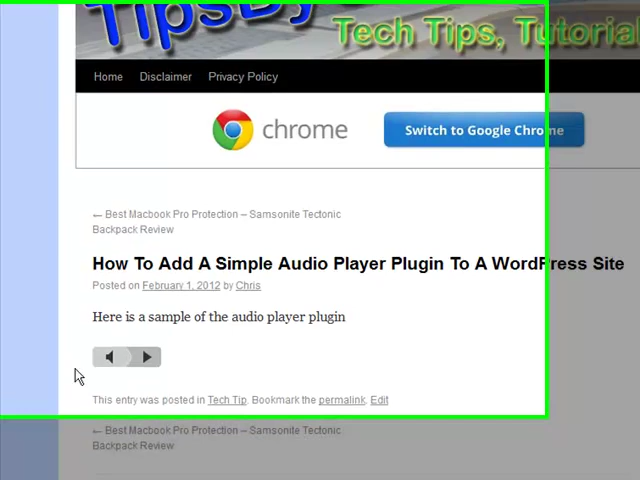 TipsBy
Tech Tips, Tutorial
Home Disclaimer Privacy Policy
chrome Switch to Google Chrome
← Best Macbook Pro Protection – Samsonite Tectonic
Backpack Review
How To Add A Simple Audio Player Plugin To A WordPress Site
Posted on February 1, 2012 by Chris
Here is a sample of the audio player plugin
This entry was posted in Tech Tip. Bookmark the permalink. Edit
← Best Macbook Pro Protection – Samsonite Tectonic
Backpack Review